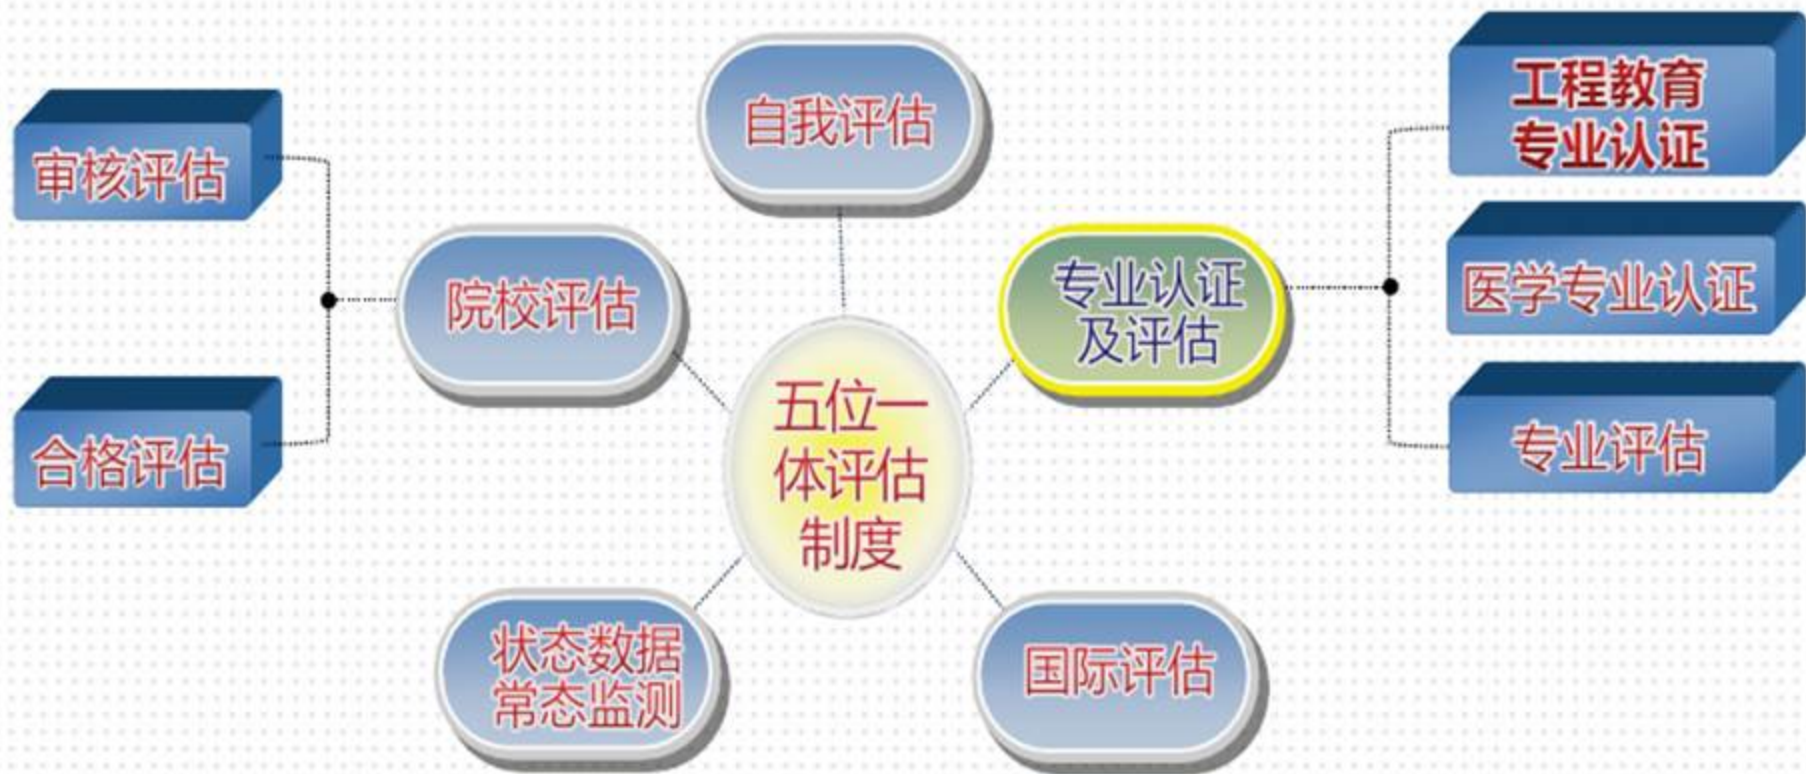 自我评估
工程教育
专业认证
审核评估
院校评估
专业认证
及评估
医学专业认证
合格评估
五位一
体评估
制度
专业评估
状态数据
常态监测
国际评估